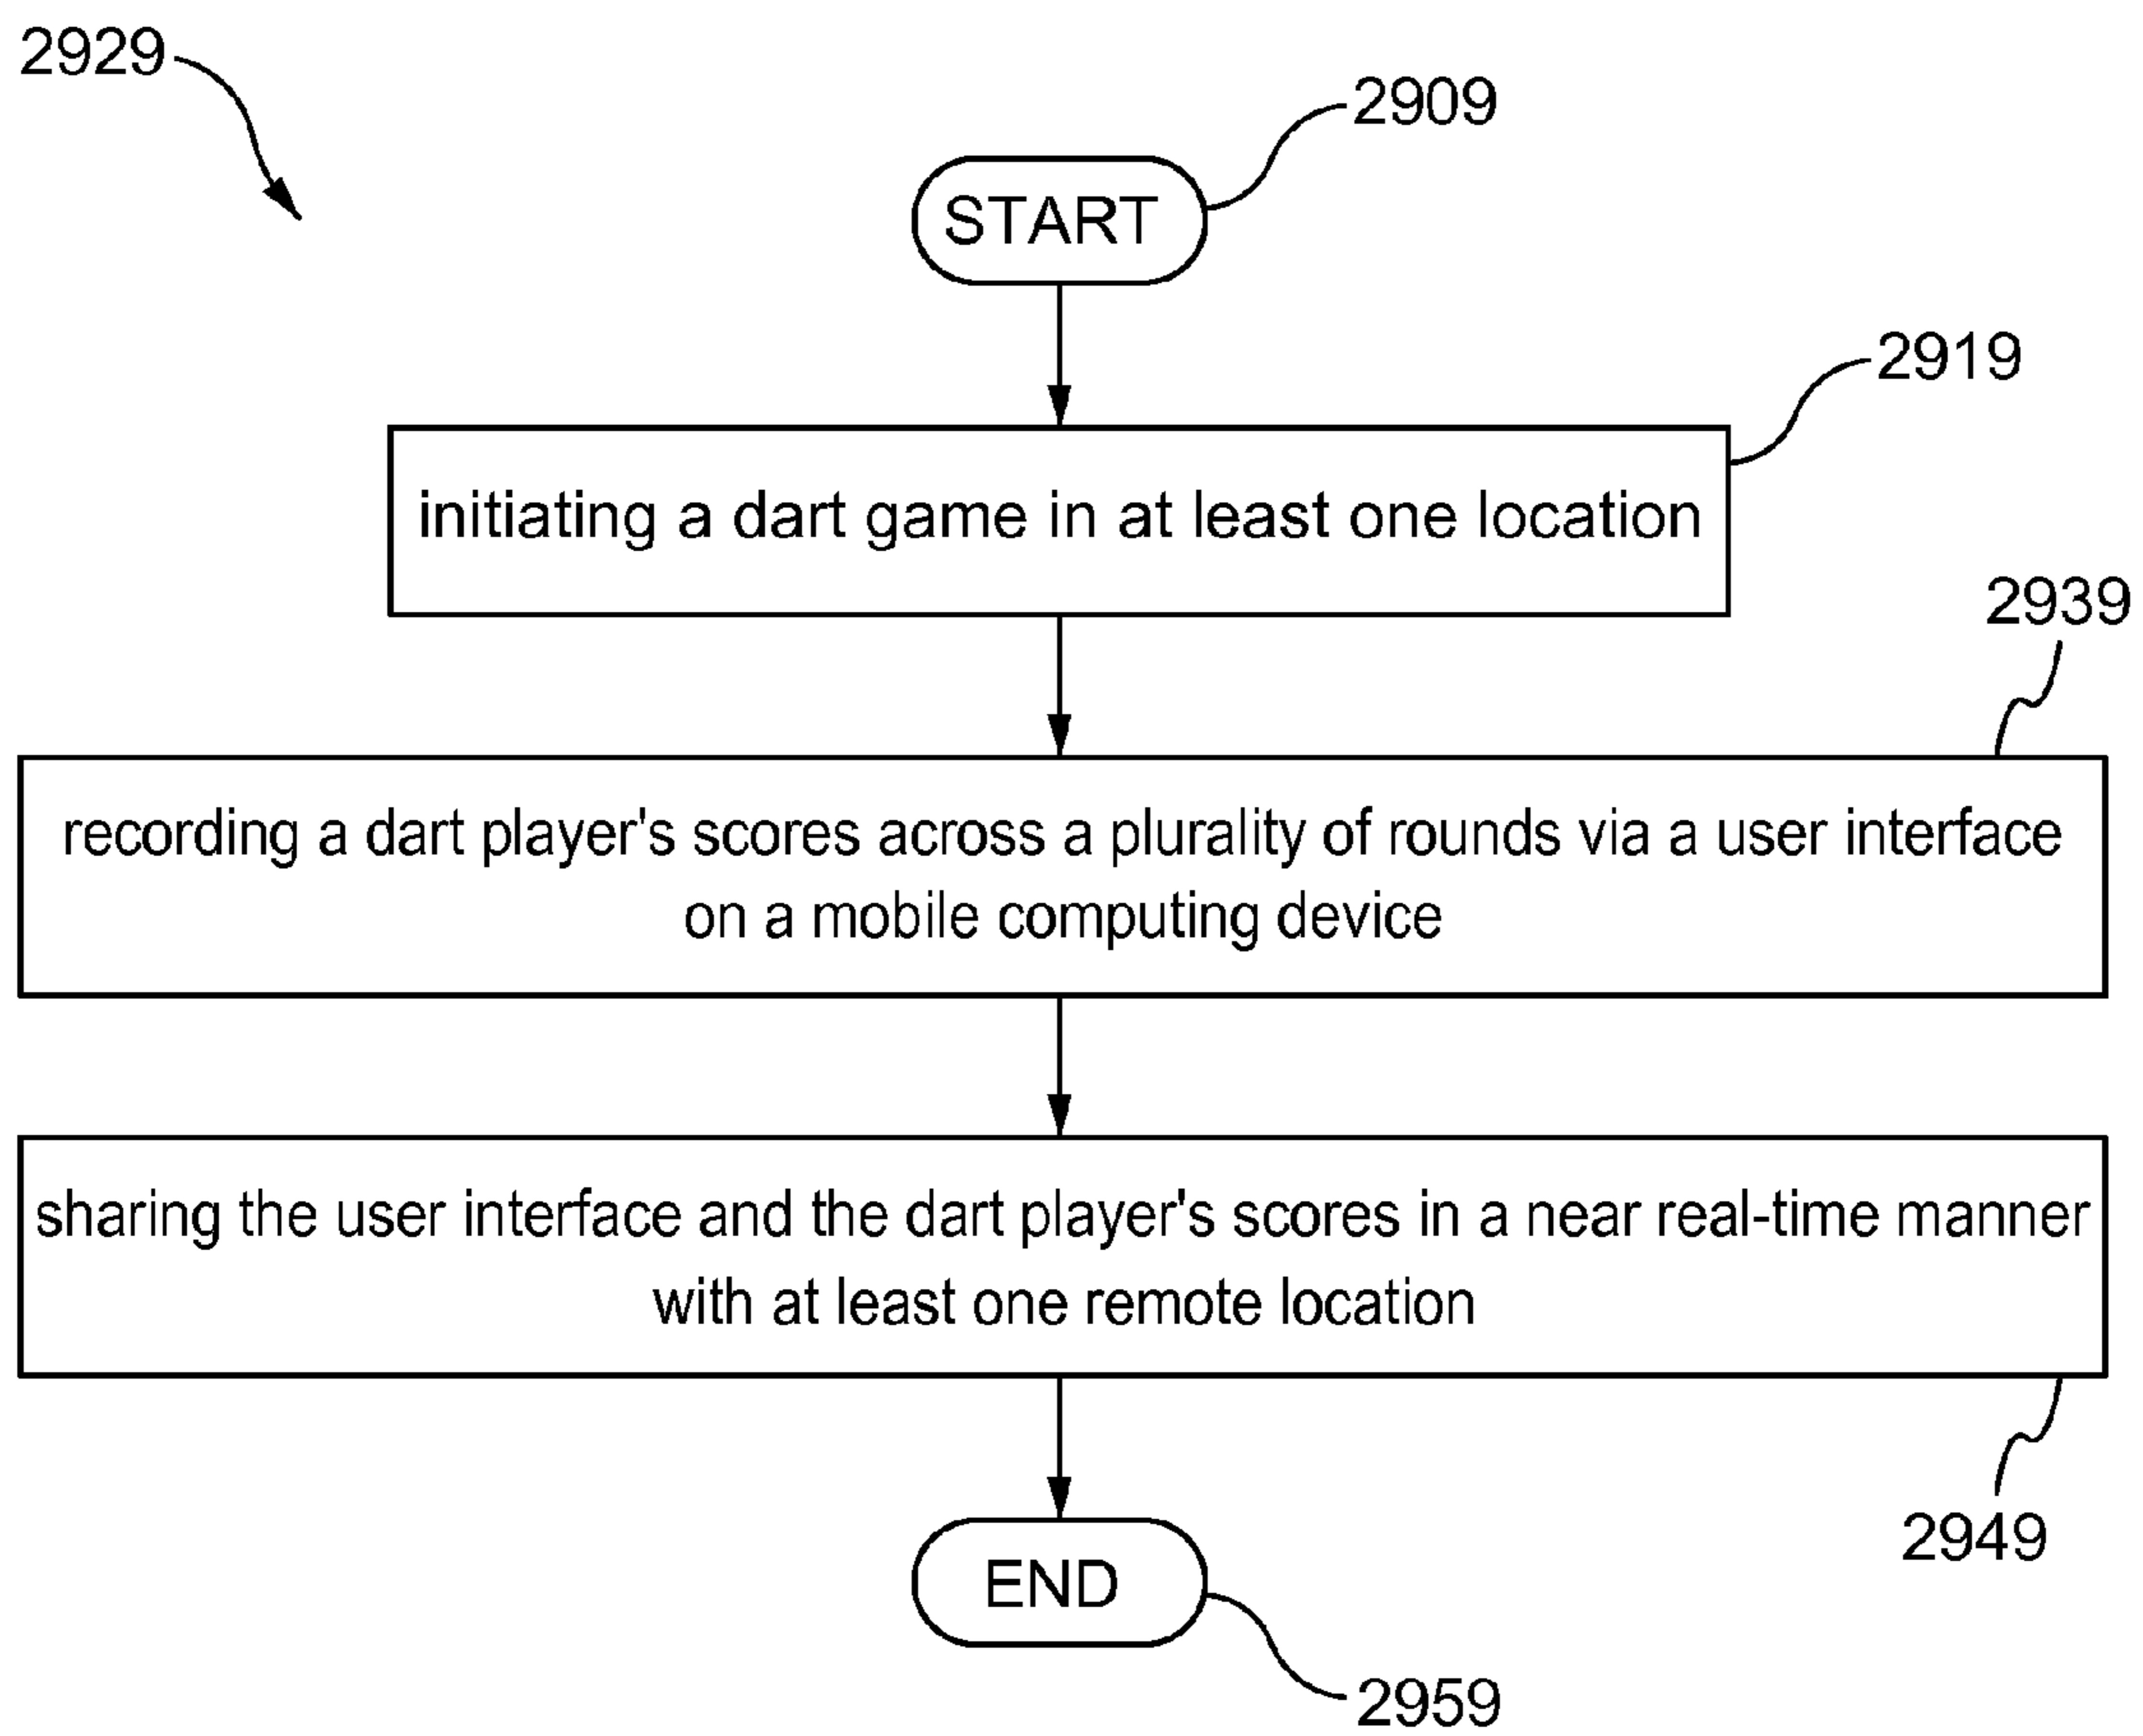 2929
2909
START
2919
initiating a dart game in at least one location
2939
recording a dart player's scores across a plurality of rounds via a user interface
on a mobile computing device
sharing the user interface and the dart player's scores in a near real-time manner
with at least one remote location
2949
END
2959